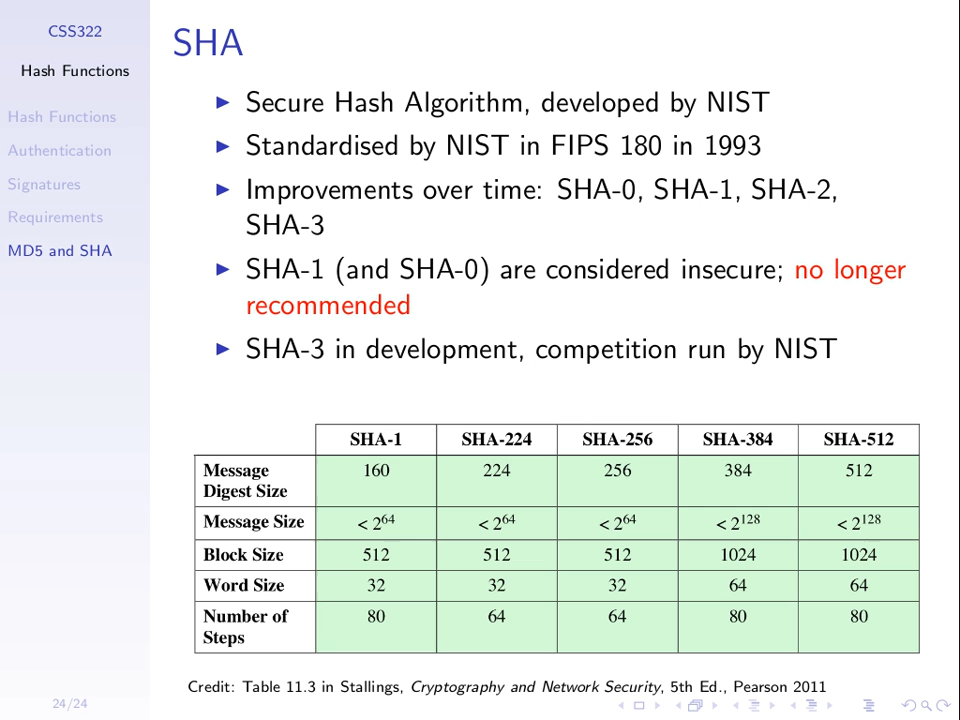 CSS322
Hash Functions
Hash Functions
Authentication
Signatures
Requirements
MD5 and SHA
24/24
SHA
Secure Hash Algorithm, developed by NIST
Standardised by NIST in FIPS 180 in 1993
Improvements over time: SHA-0, SHA-1, SHA-2,
SHA-3
SHA-1 (and SHA-0) are considered insecure; no longer
recommended
SHA-3 in development, competition run by NIST
SHA-1 SHA-224 SHA-256 SHA-384 SHA-512
Message
Digest Size 160 224 256 384 512
Message Size < 2^64 < 2^64 < 2^64 < 2^128 < 2^128
Block Size 512 512 512 1024 1024
Word Size 32 32 32 64 64
Number of
Steps 80 64 64 80 80
Credit: Table 11.3 in Stallings, Cryptography and Network Security, 5th Ed., Pearson 2011